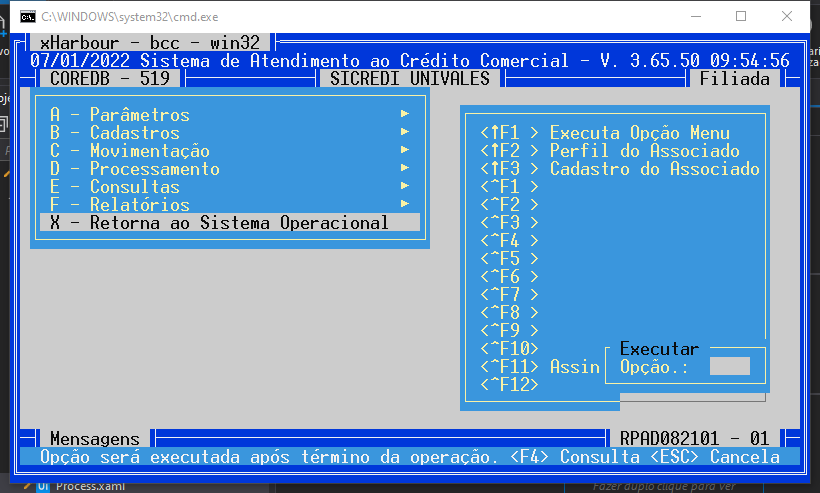 C:\WINDOWS\system32\cmd.exe
xHarbour - bcc - win32
07/01/2022 Sistema de Atendimento ao Crédito Comercial - V. 3.65.50 09:54:56
COREDB - 519 SICREDI UNIVALES Filiada
A - Parâmetros
B - Cadastros
C - Movimentação
D - Processamento
E - Consultas
F - Relatórios
X - Retorna ao Sistema Operacional
<↑F1 > Executa Opção Menu
<↑F2 > Perfil do Associado
<↑F3 > Cadastro do Associado
<^F1 >
<^F2 >
<^F3 >
<^F4 >
<^F5 >
<^F6 >
<^F7 >
<^F8 >
<^F9 >
<^F10>
<^F11> Assin
<^F12>
Executar
Opção.:
Mensagens RPAD082101 - 01
Opção será executada após término da operação. <F4> Consulta <ESC> Cancela
Process.xaml
Fazer duplo clique para ver